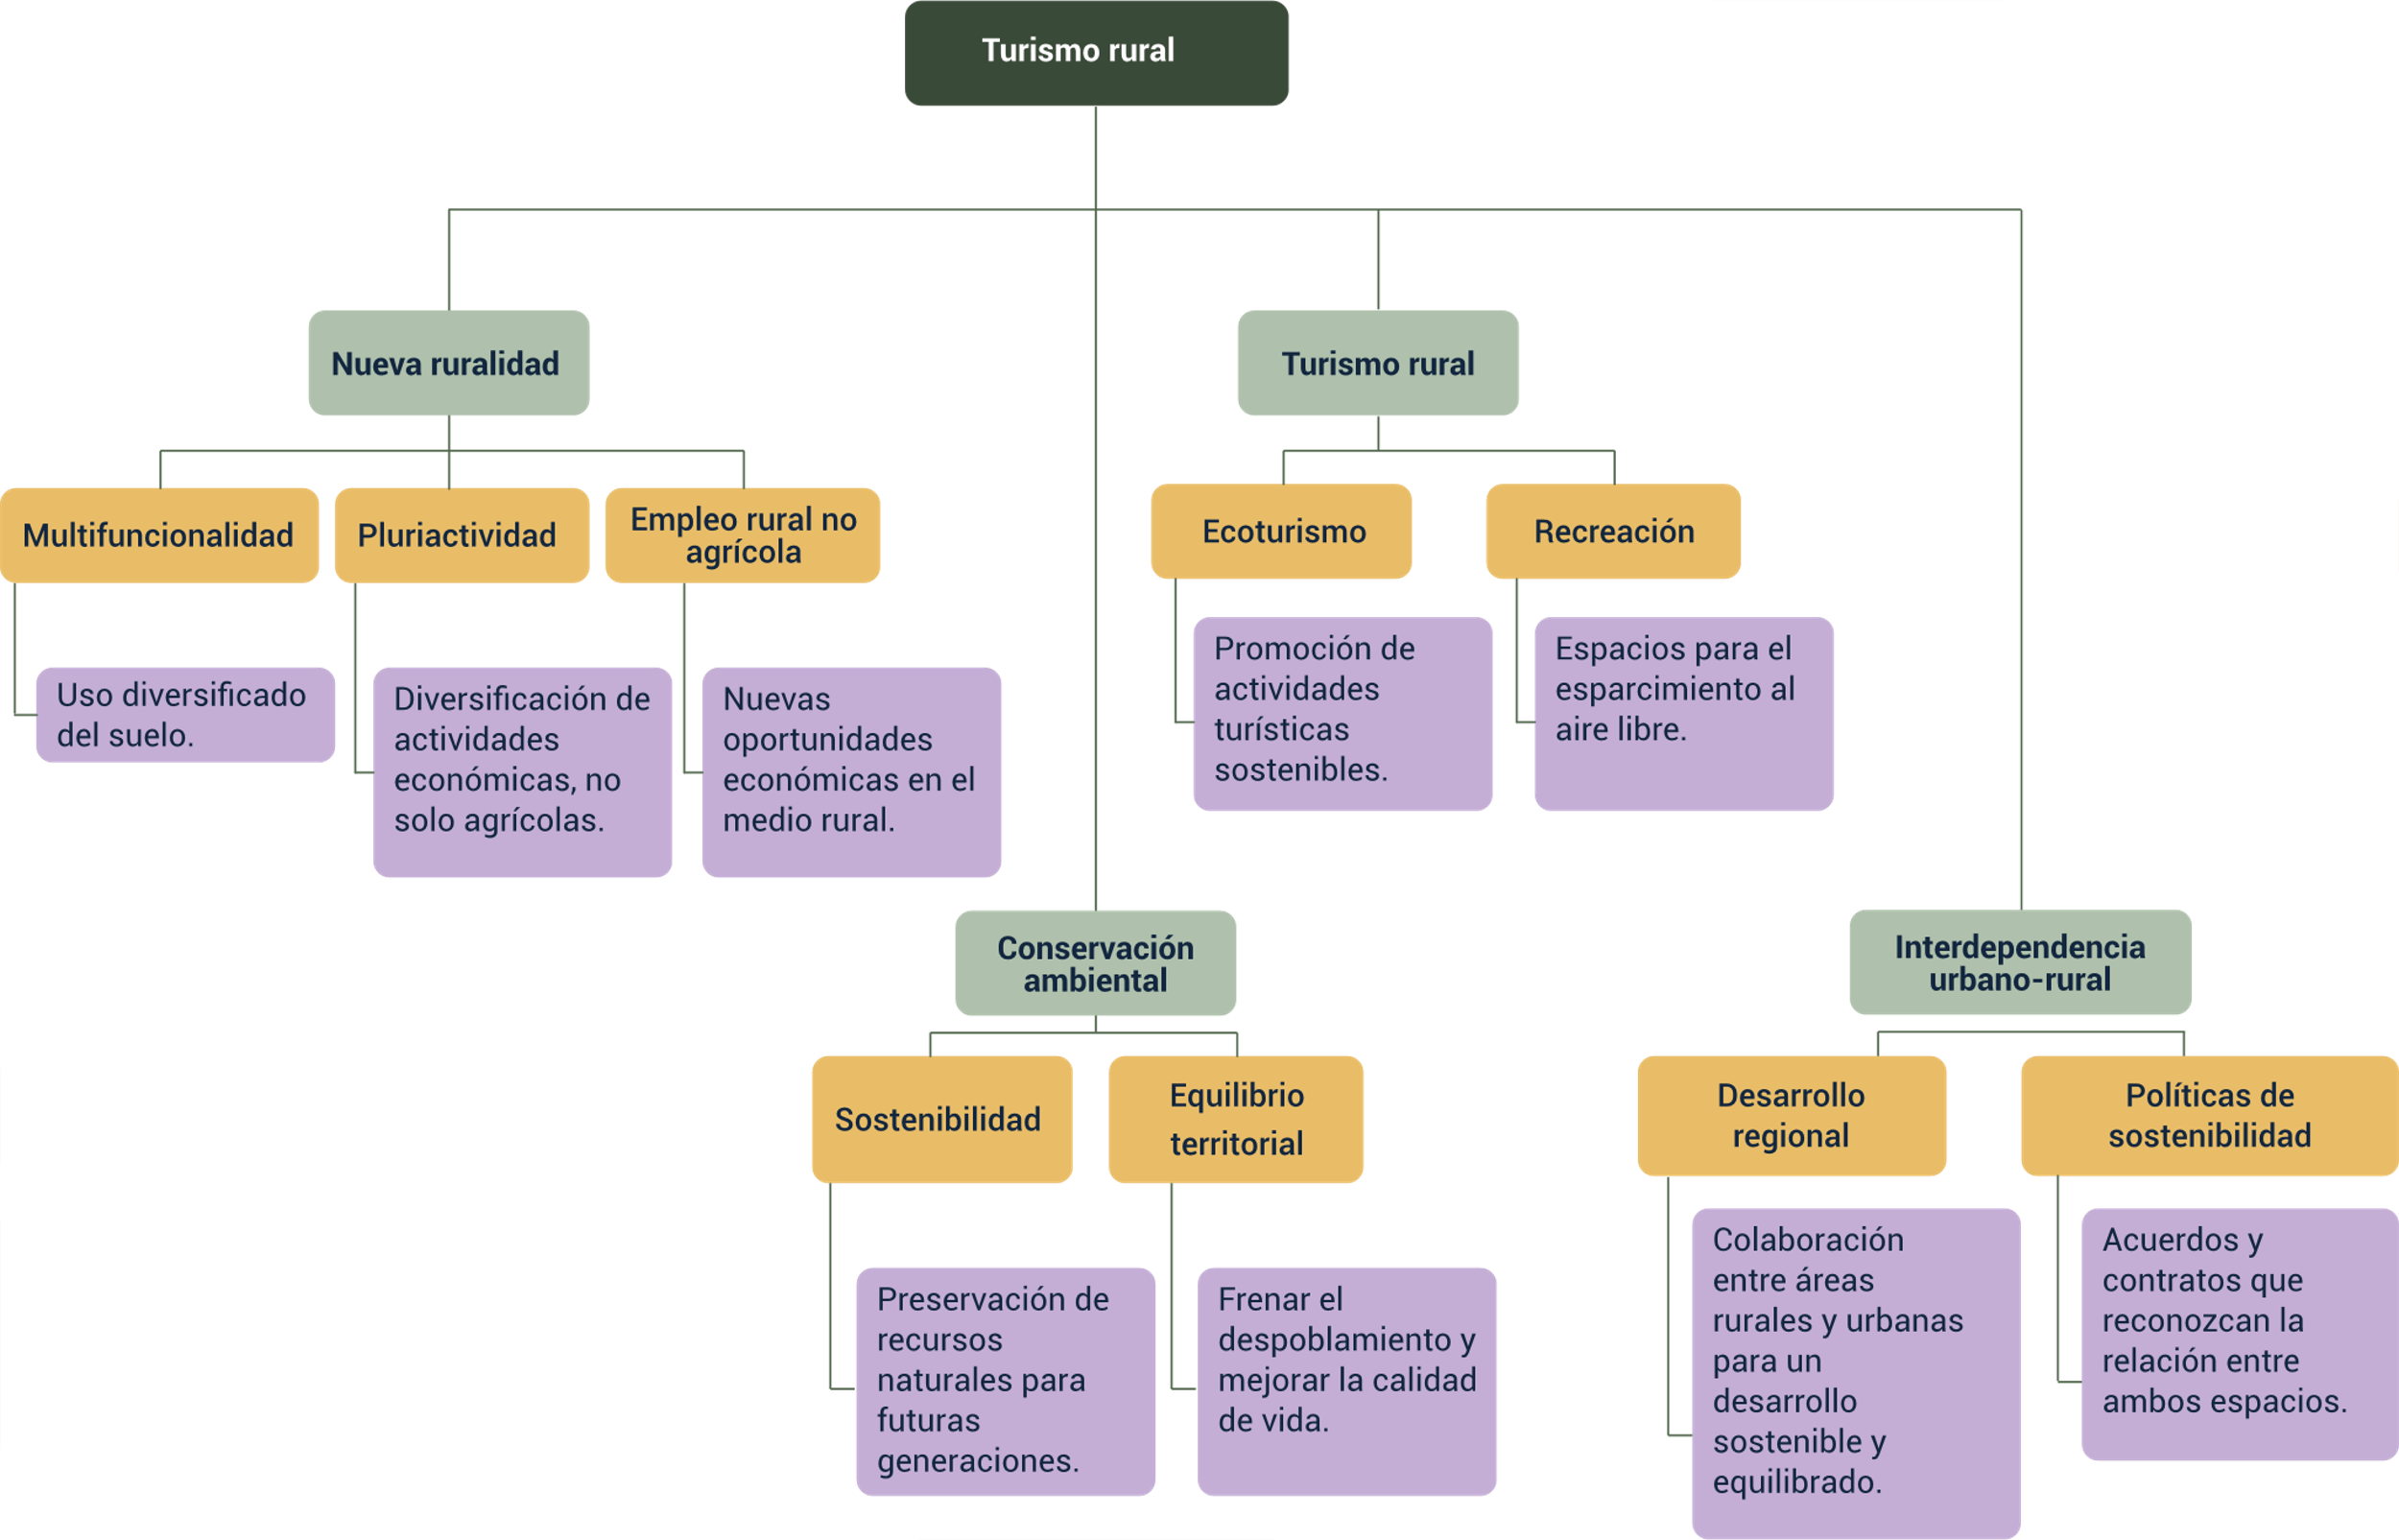 Turismo rural
Nueva ruralidad
Turismo rural
Multifuncionalidad
Pluriactividad
Empleo rural no
agrícola
Ecoturismo
Recreación
Uso diversificado
del suelo.
Diversificación de
actividades
económicas, no
solo agrícolas.
Nuevas
oportunidades
económicas en el
medio rural.
Promoción de
actividades
turísticas
sostenibles.
Espacios para el
esparcimiento al
aire libre.
Conservación
ambiental
Interdependencia
urbano-rural
Sostenibilidad
Equilibrio
territorial
Desarrollo
regional
Políticas de
sostenibilidad
Preservación de
recursos
naturales para
futuras
generaciones.
Frenar el
despoblamiento y
mejorar la calidad
de vida.
Colaboración
entre áreas
rurales y urbanas
para un
desarrollo
sostenible y
equilibrado.
Acuerdos y
contratos que
reconozcan la
relación entre
ambos espacios.